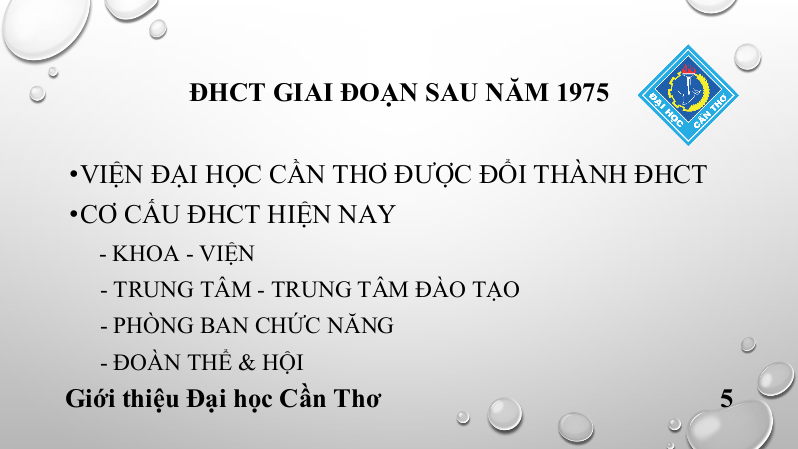 ĐHCT GIAI ĐOẠN SAU NĂM 1975
ĐẠI HỌC CẦN THƠ
•VIỆN ĐẠI HỌC CẦN THƠ ĐƯỢC ĐỔI THÀNH ĐHCT
•CƠ CẤU ĐHCT HIỆN NAY
- KHOA - VIỆN
- TRUNG TÂM - TRUNG TÂM ĐÀO TẠO
- PHÒNG BAN CHỨC NĂNG
- ĐOÀN THỂ & HỘI
Giới thiệu Đại học Cần Thơ 5